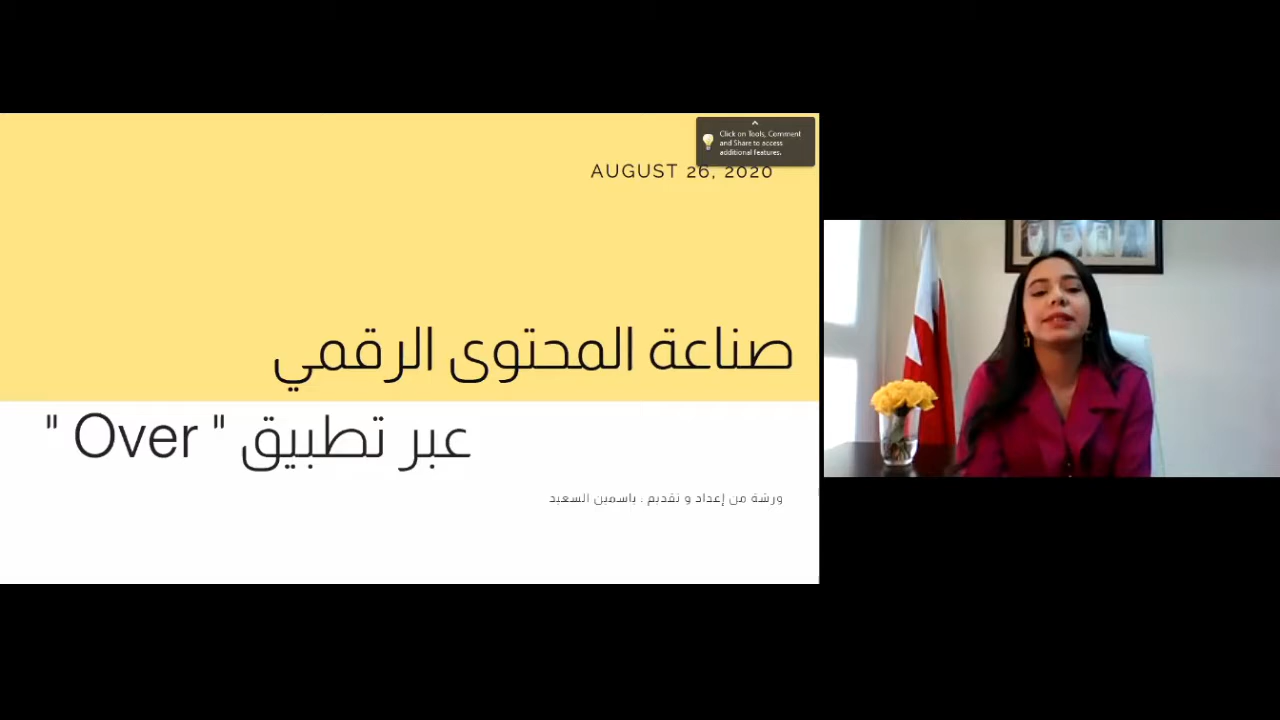 Click on Tools, Comment
and Share to access
additional features.
AUGUST 26, 2020
صناعة المحتوى الرقمي
عبر تطبيق " Over "
ورشة من إعداد و تقديم : ياسمين السعيد